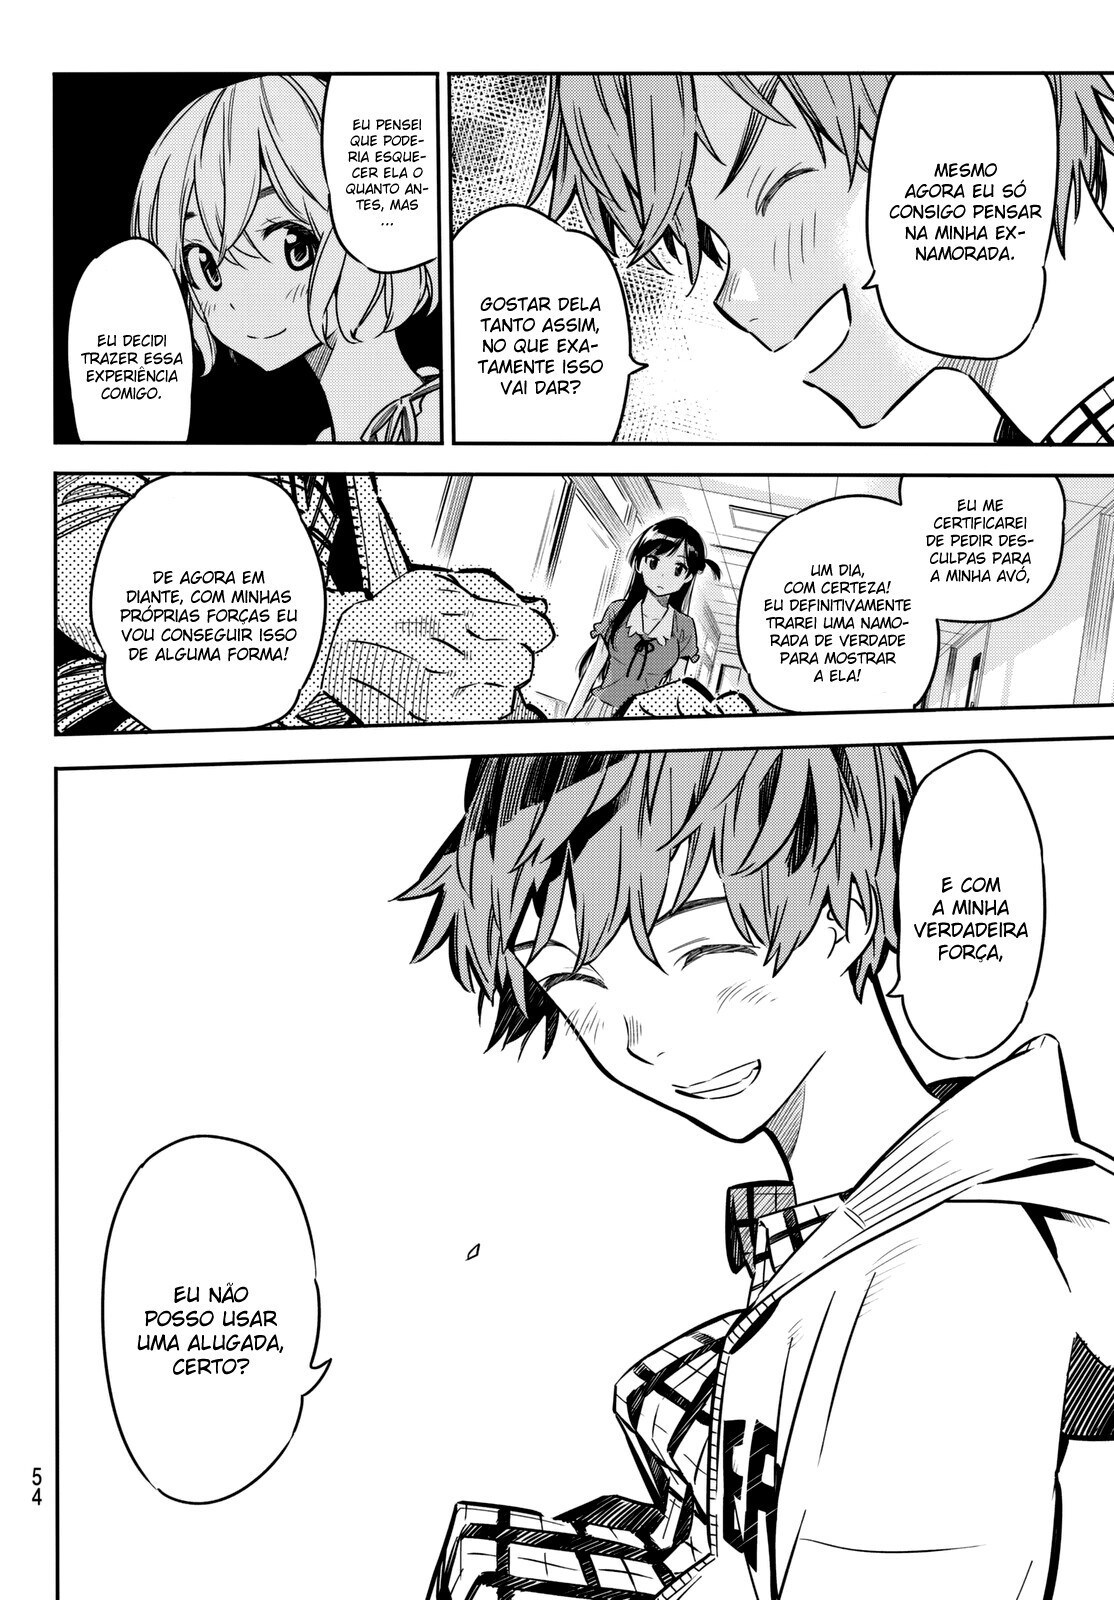 MESMO
AGORA EU SÓ
CONSIGO PENSAR
NA MINHA EX-
NAMORADA.
GOSTAR DELA
TANTO ASSIM,
NO QUE EXA-
TAMENTE ISSO
VAI DAR?
EU PENSEI
QUE PODE-
RIA ESQUE-
CER ELA O
QUANTO AN-
TES, MAS
...
EU DECIDI
TRAZER ESSA
EXPERIÊNCIA
COMIGO.
EU ME
CERTIFICAREI
DE PEDIR DES-
CULPAS PARA
A MINHA AVÓ,
UM DIA,
COM CERTEZA!
EU DEFINITIVAMENTE
TRAREI UMA NAMO-
RADA DE VERDADE
PARA MOSTRAR
A ELA!
DE AGORA EM
DIANTE, COM MINHAS
PRÓPRIAS FORÇAS EU
VOU CONSEGUIR ISSO
DE ALGUMA FORMA!
E COM
A MINHA
VERDADEIRA
FORÇA,
EU NÃO
POSSO USAR
UMA ALUGADA,
CERTO?
54